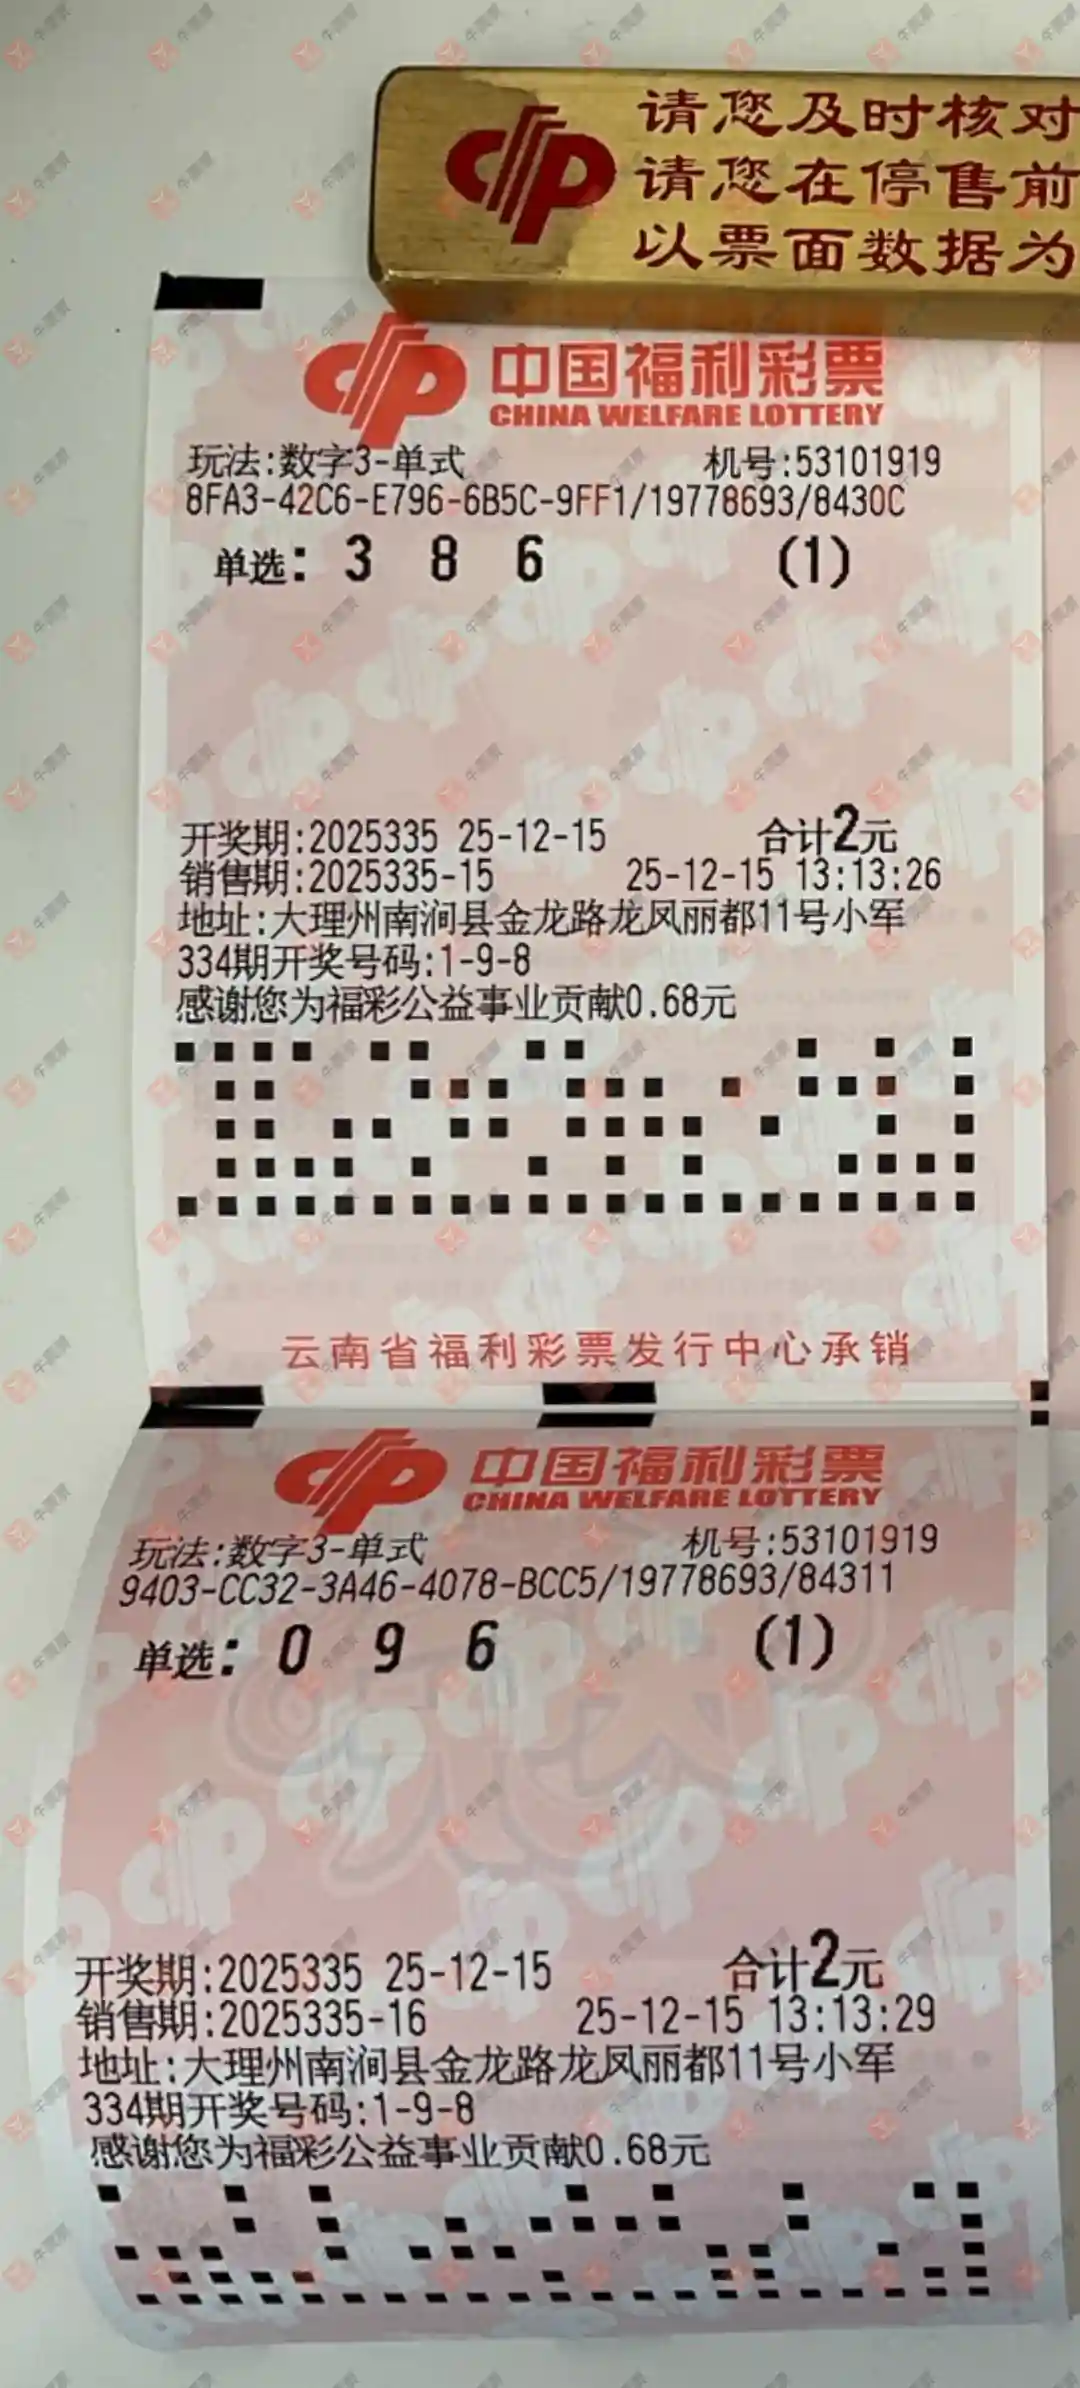 请您及时核对
请您在停售前
以票面数据为
中国福利彩票
CHINA WELFARE LOTTERY
玩法:数字3-单式 机号:53101919
8FA3-42C6-E796-6B5C-9FF1/19778693/8430C
单选: 3 8 6 (1)
开奖期:2025335 25-12-15 合计2元
销售期:2025335-15 25-12-15 13:13:26
地址:大理州南涧县金龙路龙凤丽都11号小军
334期开奖号码:1-9-8
感谢您为福彩公益事业贡献0.68元
云南省福利彩票发行中心承销
中国福利彩票
CHINA WELFARE LOTTERY
玩法:数字3-单式 机号:53101919
9403-CC32-3A46-4078-BCC5/19778693/84311
单选: 0 9 6 (1)
开奖期:2025335 25-12-15 合计2元
销售期:2025335-16 25-12-15 13:13:29
地址:大理州南涧县金龙路龙凤丽都11号小军
334期开奖号码:1-9-8
感谢您为福彩公益事业贡献0.68元